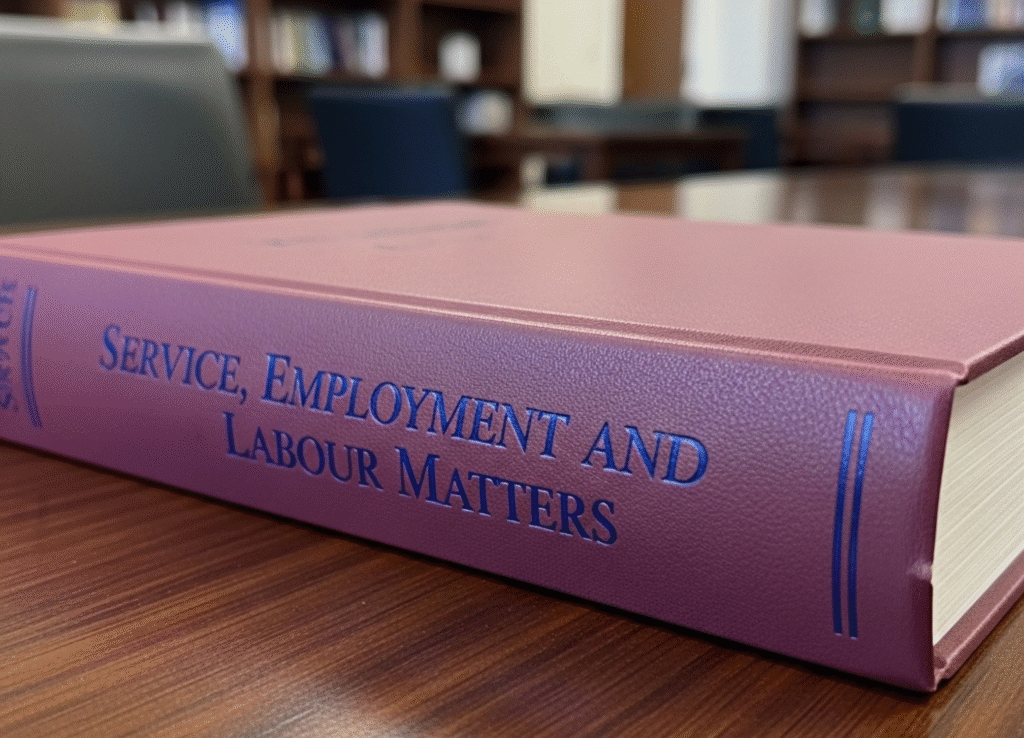 SERVICE, EMPLOYMENT AND
LABOUR MATTERS